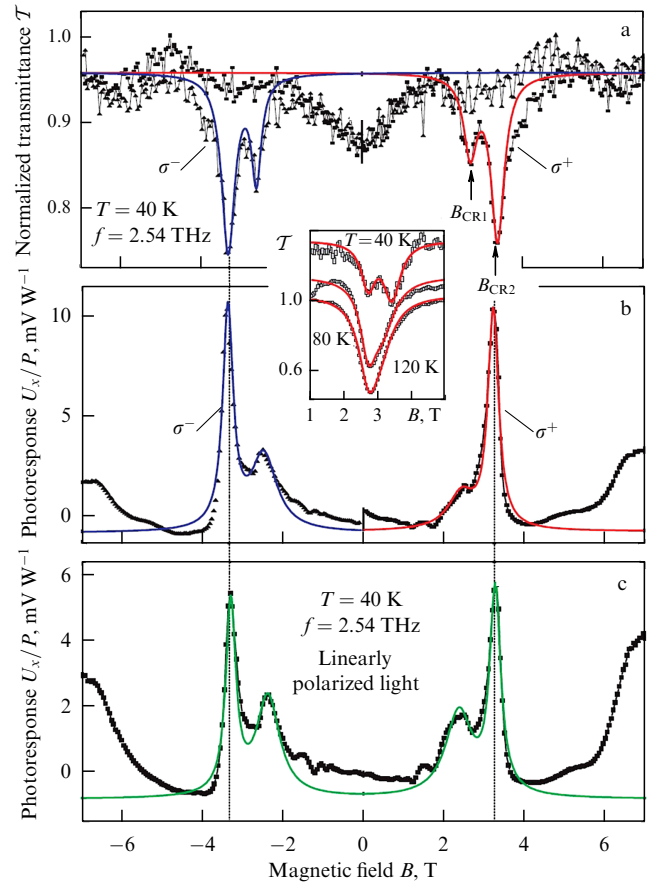 1.0
0.9
0.8
Normalized transmittance 𝒯
a
σ⁻
σ⁺
T = 40 K
f = 2.54 THz
B_CR1
B_CR2
𝒯
T = 40 K
1.0
0.6
80 K
120 K
1 2 3
B, T
10
5
0
Photoresponse U_x/P, mV W⁻¹
b
σ⁻
σ⁺
6
4
2
0
Photoresponse U_x/P, mV W⁻¹
c
T = 40 K
f = 2.54 THz
Linearly
polarized light
−6 −4 −2 0 2 4 6
Magnetic field B, T